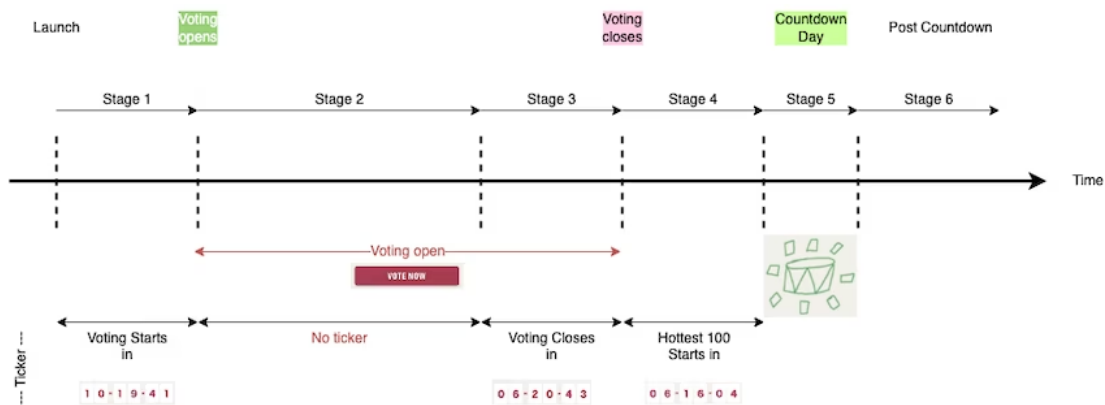 Launch
Voting
opens
Voting
closes
Countdown
Day
Post Countdown
Stage 1
Stage 2
Stage 3
Stage 4
Stage 5
Stage 6
Time
Voting open
VOTE NOW
--- Ticker ---
Voting Starts
in
No ticker
Voting Closes
in
Hottest 100
Starts in
10-19-41
06-20-43
06-16-04